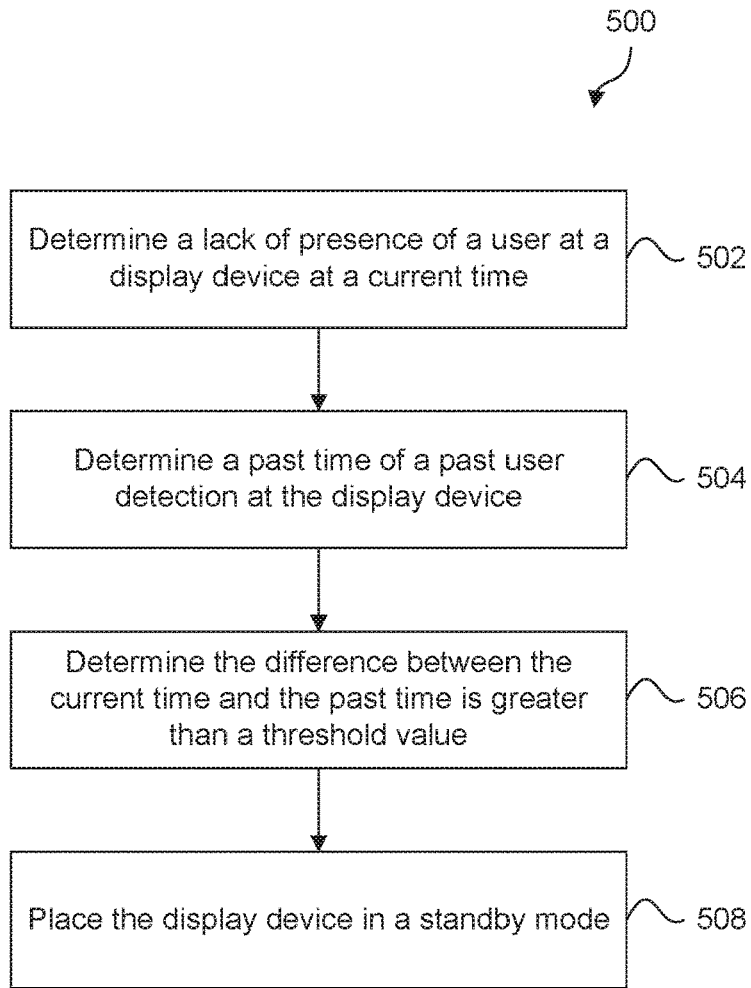 500
Determine a lack of presence of a user at a
display device at a current time
502
Determine a past time of a past user
detection at the display device
504
Determine the difference between the
current time and the past time is greater
than a threshold value
506
Place the display device in a standby mode
508